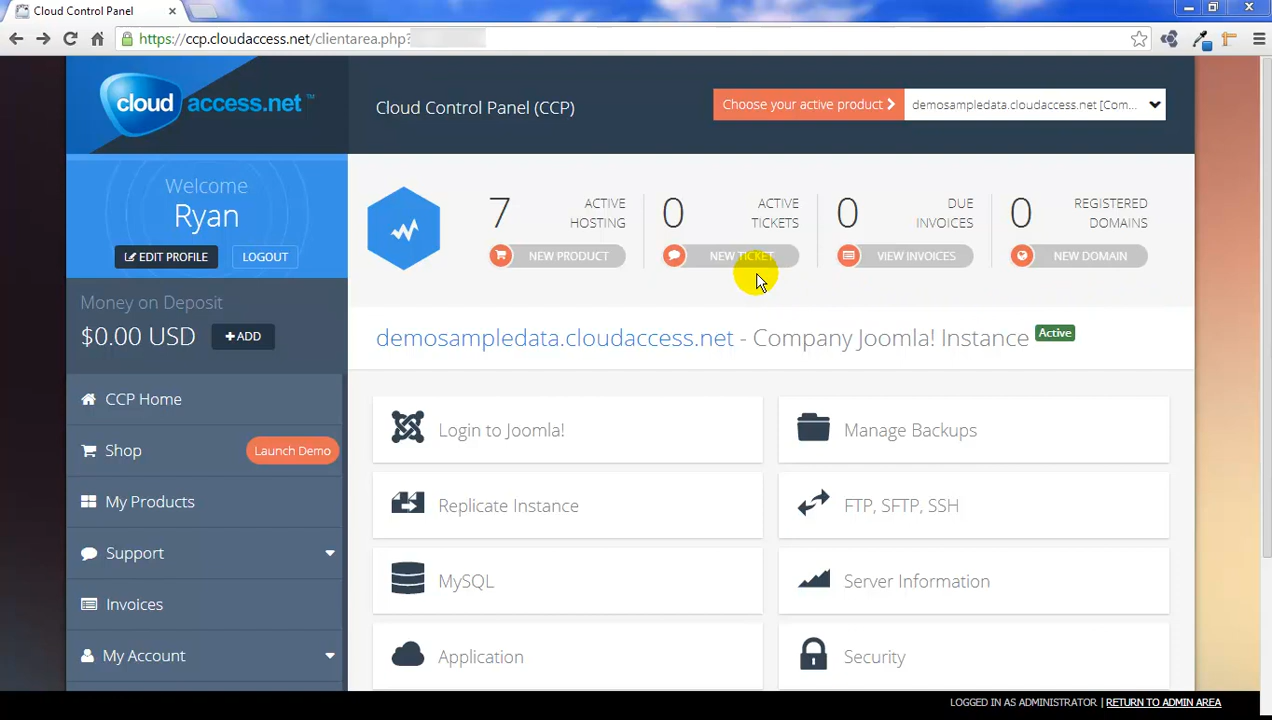 Cloud Control Panel
https://ccp.cloudaccess.net/clientarea.php?
cloudaccess.net™
Cloud Control Panel (CCP)
Choose your active product
demosampledata.cloudaccess.net [Com...
Welcome
Ryan
EDIT PROFILE
LOGOUT
7
ACTIVE
HOSTING
NEW PRODUCT
0
ACTIVE
TICKETS
NEW TICKET
0
DUE
INVOICES
VIEW INVOICES
0
REGISTERED
DOMAINS
NEW DOMAIN
Money on Deposit
$0.00 USD
+ ADD
demosampledata.cloudaccess.net - Company Joomla! Instance Active
CCP Home
Shop
Launch Demo
My Products
Support
Invoices
My Account
Login to Joomla!
Manage Backups
Replicate Instance
FTP, SFTP, SSH
MySQL
Server Information
Application
Security
LOGGED IN AS ADMINISTRATOR | RETURN TO ADMIN AREA